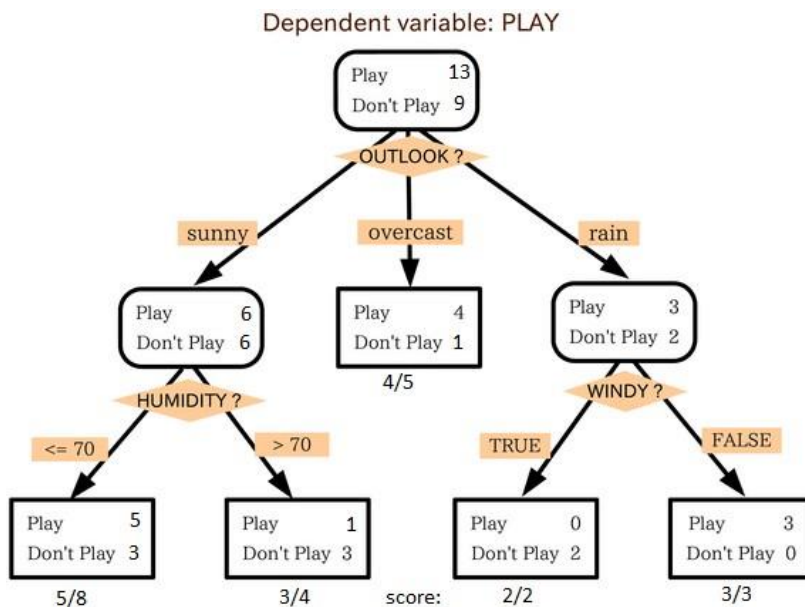 Dependent variable: PLAY
Play 13
Don't Play 9
OUTLOOK ?
sunny
overcast
rain
Play 6
Don't Play 6
Play 4
Don't Play 1
Play 3
Don't Play 2
4/5
HUMIDITY ?
WINDY ?
<= 70
> 70
TRUE
FALSE
Play 5
Don't Play 3
Play 1
Don't Play 3
Play 0
Don't Play 2
Play 3
Don't Play 0
5/8
3/4
score:
2/2
3/3